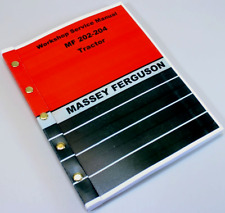 Workshop Service Manual
MF 202-204
Tractor
MASSEY FERGUSON